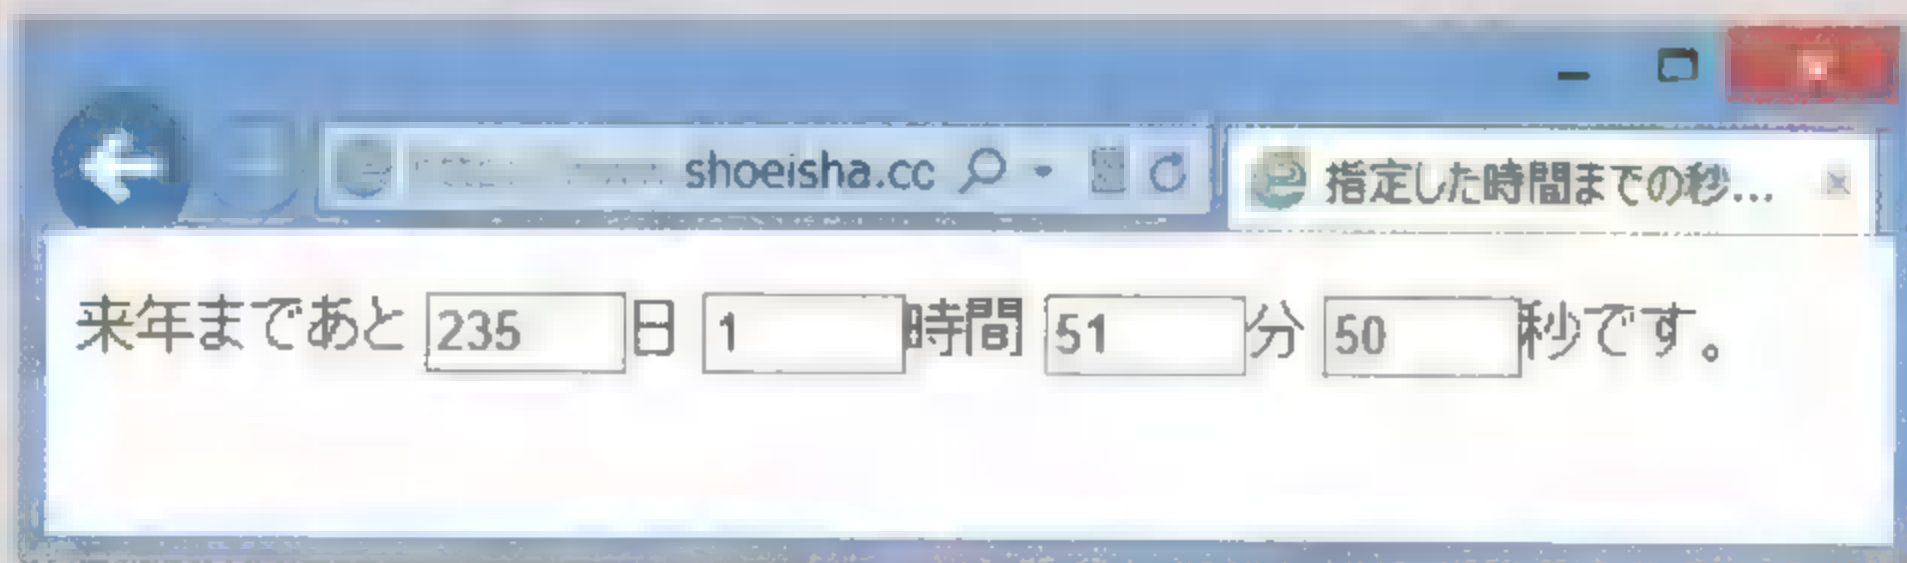 shoeisha.cc
指定した時間までの秒...
来年まであと 235 日 1 時間 51 分 50 秒です。